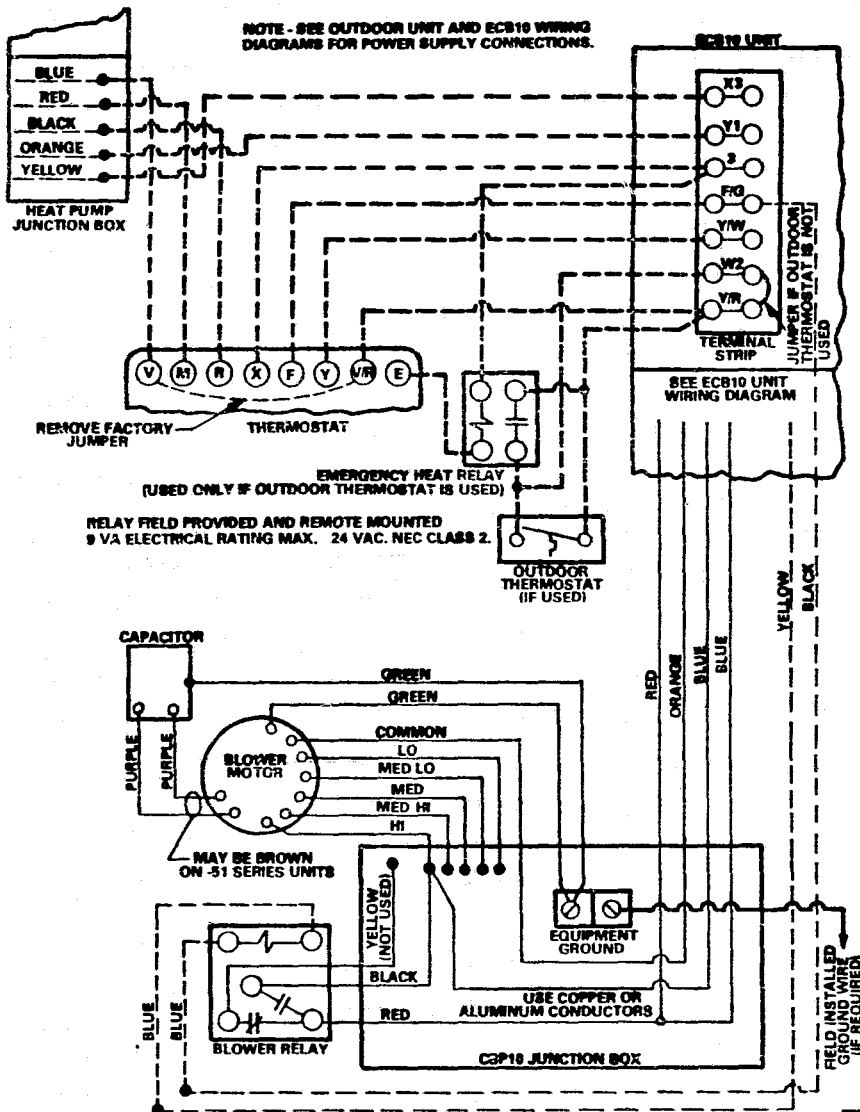 NOTE - SEE OUTDOOR UNIT AND ECB10 WIRING
DIAGRAMS FOR POWER SUPPLY CONNECTIONS.
ECB10 UNIT
BLUE
RED
BLACK
ORANGE
YELLOW
HEAT PUMP
JUNCTION BOX
X3
Y1
3
F/G
Y/W
W2
Y/R
TERMINAL
STRIP
JUMPER IF OUTDOOR
THERMOSTAT IS NOT
USED
SEE ECB10 UNIT
WIRING DIAGRAM
V
M1
R
X
F
Y
V/R
E
REMOVE FACTORY
JUMPER
THERMOSTAT
EMERGENCY HEAT RELAY
(USED ONLY IF OUTDOOR THERMOSTAT IS USED)
RELAY FIELD PROVIDED AND REMOTE MOUNTED
9 VA ELECTRICAL RATING MAX. 24 VAC. NEC CLASS 2.
OUTDOOR
THERMOSTAT
(IF USED)
RED
ORANGE
BLUE
BLUE
YELLOW
BLACK
CAPACITOR
PURPLE
PURPLE
BLOWER
MOTOR
GREEN
GREEN
COMMON
LO
MED LO
MED
MED HI
HI
MAY BE BROWN
ON -51 SERIES UNITS
YELLOW
(NOT USED)
EQUIPMENT
GROUND
BLACK
RED
USE COPPER OR
ALUMINUM CONDUCTORS
BLUE
BLUE
BLOWER RELAY
CBP10 JUNCTION BOX
FIELD INSTALLED
GROUND WIRE
(IF REQUIRED)